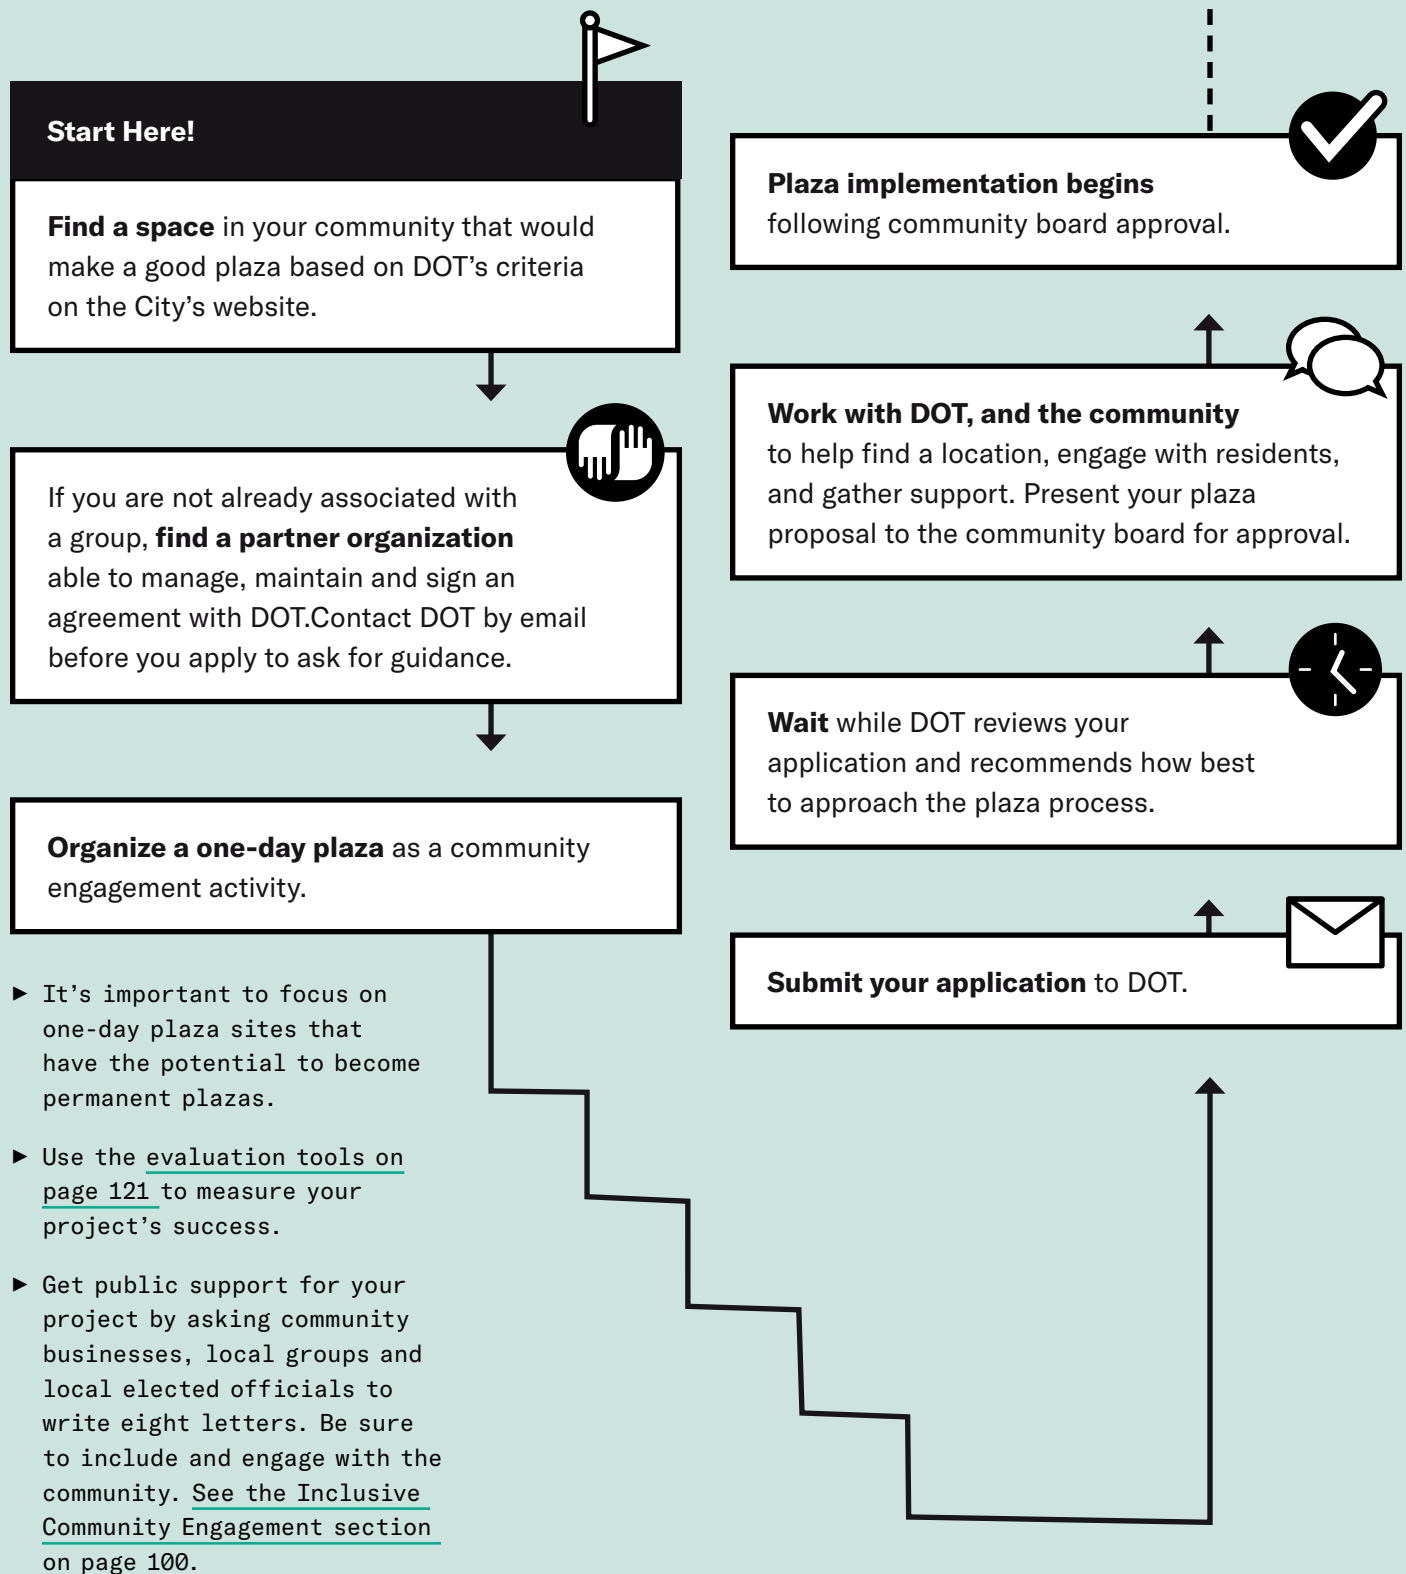 Start Here!
Find a space in your community that would
make a good plaza based on DOT’s criteria
on the City’s website.
If you are not already associated with
a group, find a partner organization
able to manage, maintain and sign an
agreement with DOT.Contact DOT by email
before you apply to ask for guidance.
Organize a one-day plaza as a community
engagement activity.
► It’s important to focus on
one-day plaza sites that
have the potential to become
permanent plazas.
► Use the evaluation tools on
page 121 to measure your
project’s success.
► Get public support for your
project by asking community
businesses, local groups and
local elected officials to
write eight letters. Be sure
to include and engage with the
community. See the Inclusive
Community Engagement section
on page 100.
Submit your application to DOT.
Wait while DOT reviews your
application and recommends how best
to approach the plaza process.
Work with DOT, and the community
to help find a location, engage with residents,
and gather support. Present your plaza
proposal to the community board for approval.
Plaza implementation begins
following community board approval.